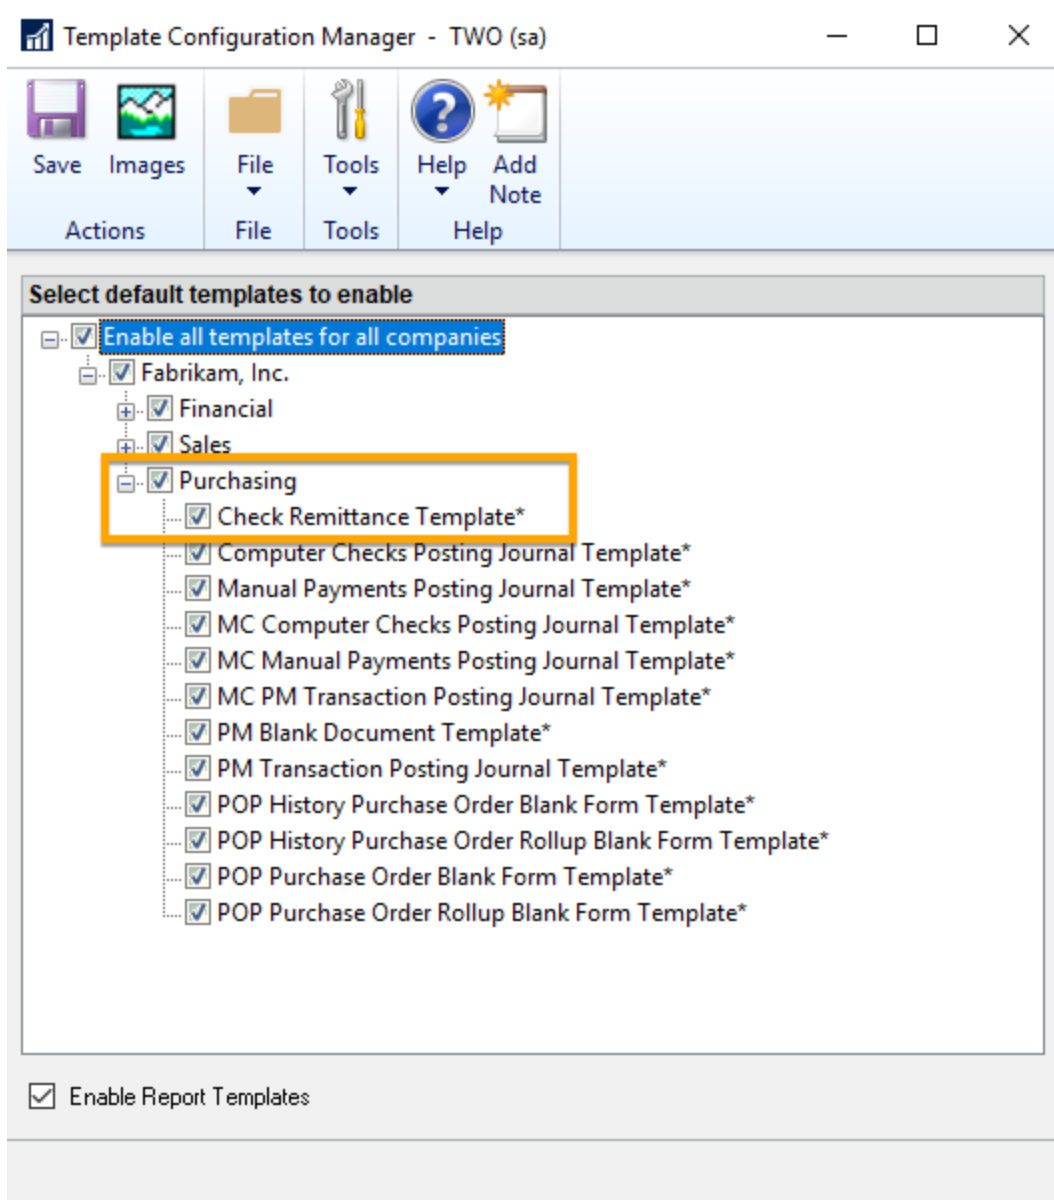 Template Configuration Manager - TWO (sa)
Save Images File Tools Help Add Note
Actions File Tools Help
Select default templates to enable
Enable all templates for all companies
Fabrikam, Inc.
Financial
Sales
Purchasing
Check Remittance Template*
Computer Checks Posting Journal Template*
Manual Payments Posting Journal Template*
MC Computer Checks Posting Journal Template*
MC Manual Payments Posting Journal Template*
MC PM Transaction Posting Journal Template*
PM Blank Document Template*
PM Transaction Posting Journal Template*
POP History Purchase Order Blank Form Template*
POP History Purchase Order Rollup Blank Form Template*
POP Purchase Order Blank Form Template*
POP Purchase Order Rollup Blank Form Template*
Enable Report Templates